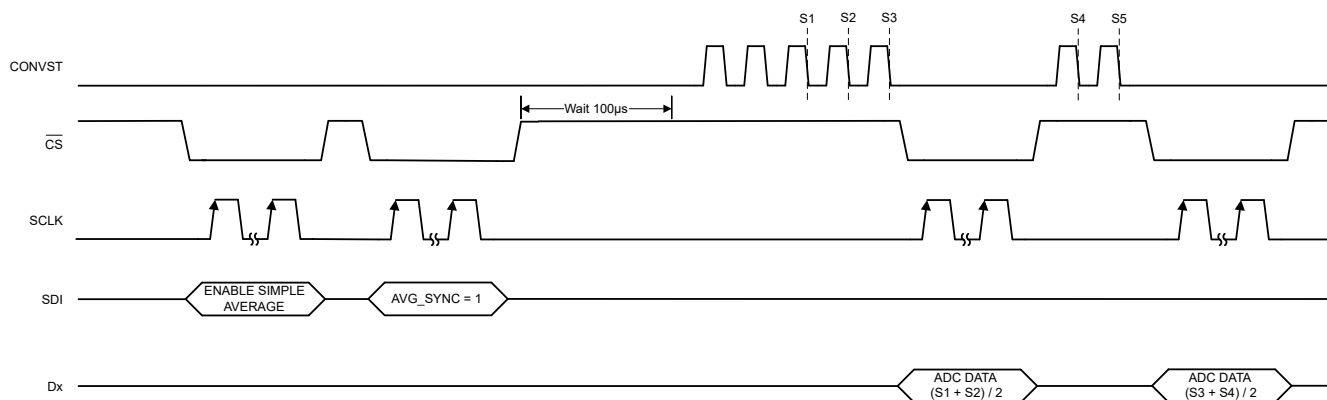 S1 S2 S3 S4 S5
CONVST
Wait 100µs
CS
SCLK
SDI
ENABLE SIMPLE
AVERAGE
AVG_SYNC = 1
Dx
ADC DATA
(S1 + S2) / 2
ADC DATA
(S3 + S4) / 2